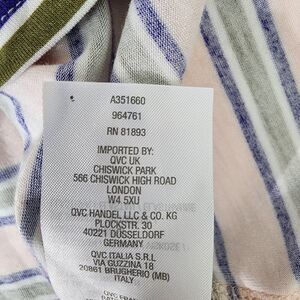 A351660
964761
RN 81893
IMPORTED BY:
QVC UK
CHISWICK PARK
566 CHISWICK HIGH ROAD
LONDON
W4 5XU
QVC HANDEL LLC & CO. KG
PLOCKSTR. 30
40221 DÜSSELDORF
GERMANY
QVC ITALIA S.R.L
VIA GUZZINA 18
20861 BRUGHERIO (MB)
ITALY